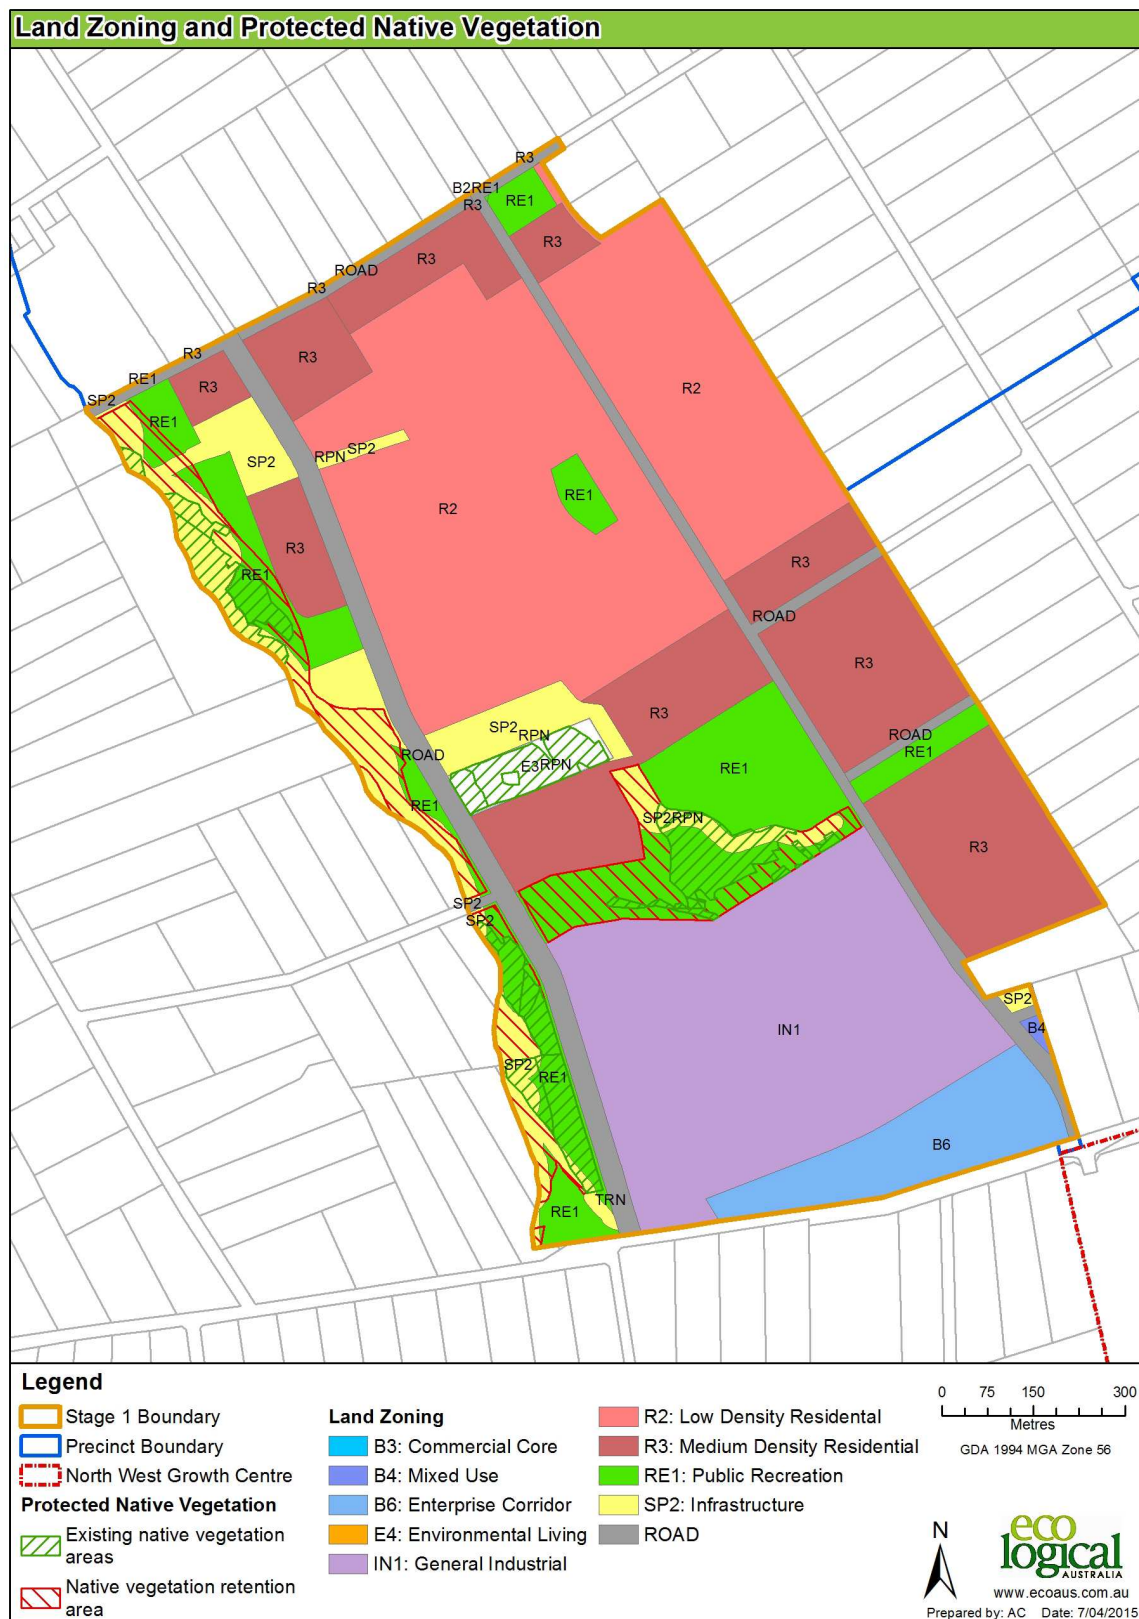 Land Zoning and Protected Native Vegetation
R3
B2RE1
RE1
R3
R3
R3
ROAD
R3
R3
R3
R3
RE1
R3
SP2
RE1
R2
RPN
SP2
SP2
R2
RE1
R3
R3
RE1
ROAD
R3
R3
SP2
RPN
ROAD
ROAD
RE1
E3RPN
RE1
RE1
SP2RPN
R3
SP2
SP2
SP2
IN1
B4
SP2
RE1
B6
TRN
RE1
Legend
Stage 1 Boundary
Precinct Boundary
North West Growth Centre
Protected Native Vegetation
Existing native vegetation
areas
Native vegetation retention
area
Land Zoning
B3: Commercial Core
B4: Mixed Use
B6: Enterprise Corridor
E4: Environmental Living
IN1: General Industrial
R2: Low Density Residental
R3: Medium Density Residential
RE1: Public Recreation
SP2: Infrastructure
ROAD
0 75 150 300
Metres
GDA 1994 MGA Zone 56
N
eco
logical
AUSTRALIA
www.ecoaus.com.au
Prepared by: AC Date: 7/04/2015